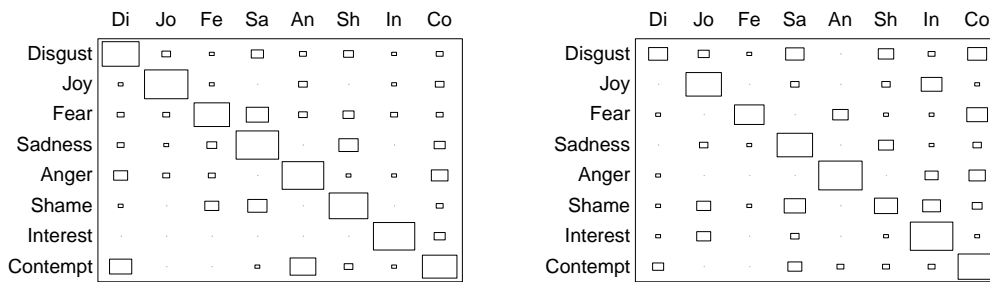 Di Jo Fe Sa An Sh In Co
Disgust
Joy
Fear
Sadness
Anger
Shame
Interest
Contempt
Di Jo Fe Sa An Sh In Co
Disgust
Joy
Fear
Sadness
Anger
Shame
Interest
Contempt